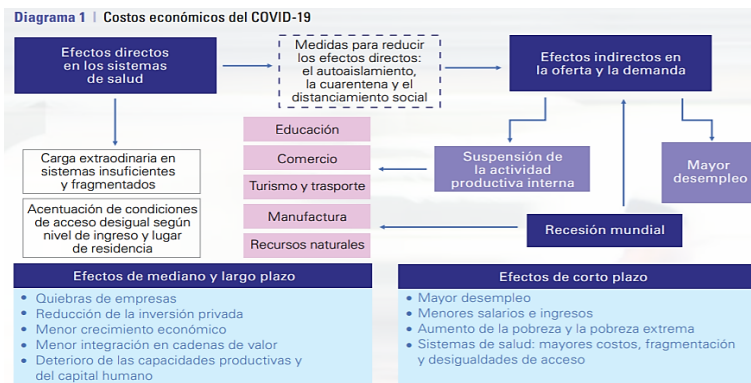 Diagrama 1 | Costos económicos del COVID-19
Efectos directos
en los sistemas
de salud
Medidas para reducir
los efectos directos:
el autoaislamiento,
la cuarentena y el
distanciamiento social
Efectos indirectos en
la oferta y la demanda
Carga extraodinaria en
sistemas insuficientes
y fragmentados
Acentuación de condiciones
de acceso desigual según
nivel de ingreso y lugar
de residencia
Educación
Comercio
Turismo y trasporte
Manufactura
Recursos naturales
Suspensión de
la actividad
productiva interna
Mayor
desempleo
Recesión mundial
Efectos de mediano y largo plazo
• Quiebras de empresas
• Reducción de la inversión privada
• Menor crecimiento económico
• Menor integración en cadenas de valor
• Deterioro de las capacidades productivas y
del capital humano
Efectos de corto plazo
• Mayor desempleo
• Menores salarios e ingresos
• Aumento de la pobreza y la pobreza extrema
• Sistemas de salud: mayores costos, fragmentación
y desigualdades de acceso